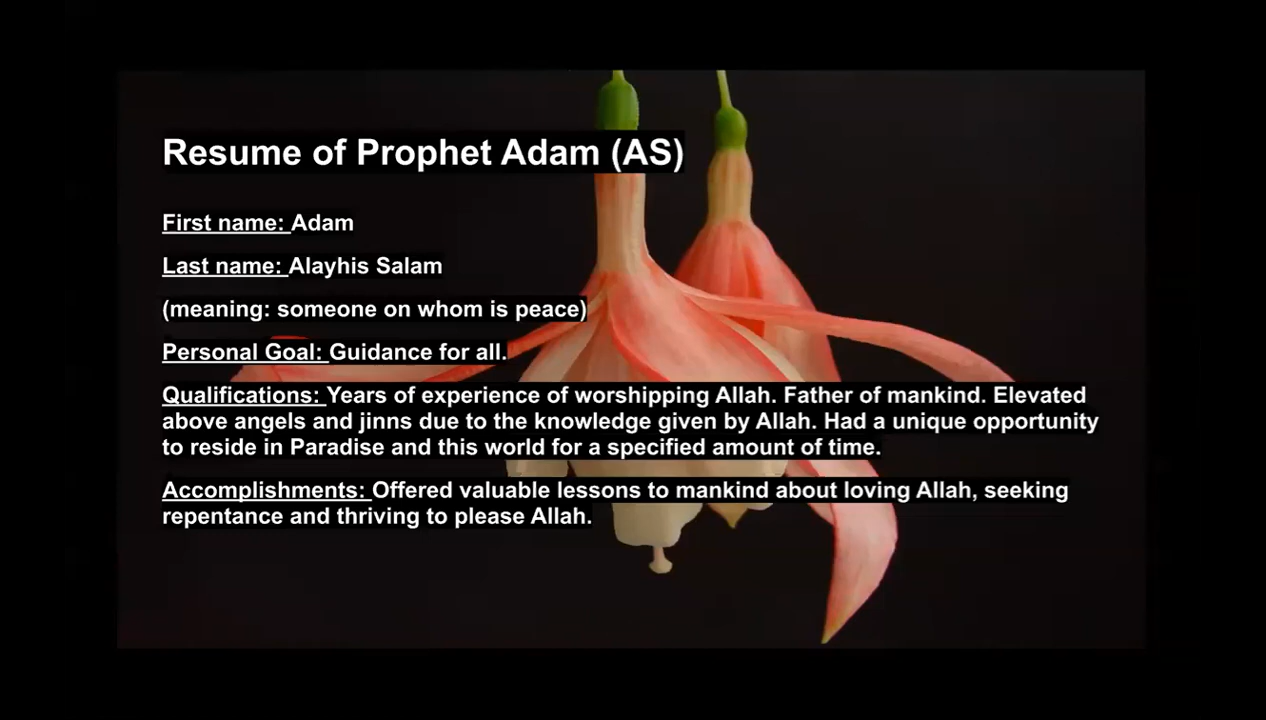 Resume of Prophet Adam (AS)
First name: Adam
Last name: Alayhis Salam
(meaning: someone on whom is peace)
Personal Goal: Guidance for all.
Qualifications: Years of experience of worshipping Allah. Father of mankind. Elevated
above angels and jinns due to the knowledge given by Allah. Had a unique opportunity
to reside in Paradise and this world for a specified amount of time.
Accomplishments: Offered valuable lessons to mankind about loving Allah, seeking
repentance and thriving to please Allah.